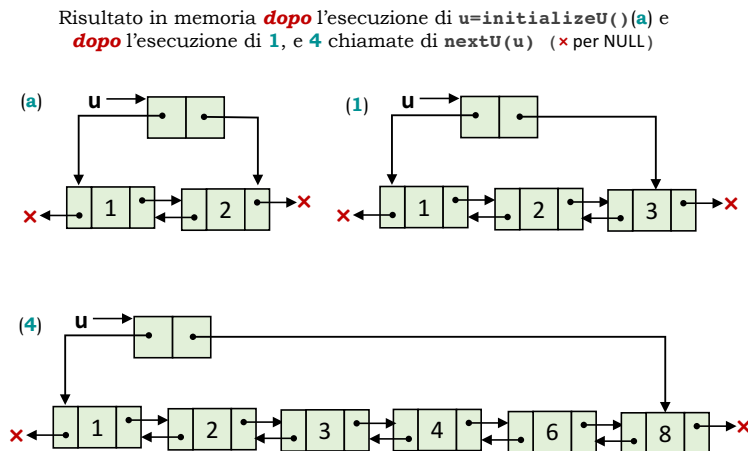 Risultato in memoria dopo l'esecuzione di u=initializeU()(a) e
dopo l'esecuzione di 1, e 4 chiamate di nextU(u) (× per NULL)
(a)
u
1 2
×
×
(1)
u
1 2 3
×
×
(4)
u
1 2 3 4 6 8
×
×